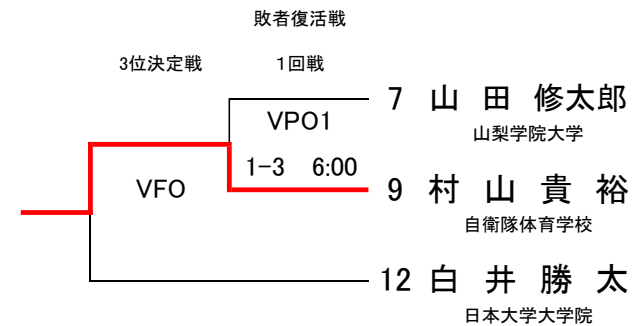 敗者復活戦
3位決定戦 1回戦
7 山田 修太郎
VPO1
山梨学院大学
1-3 6:00
VFO
9 村山貴裕
自衛隊体育学校
12 白井勝太
日本大学大学院